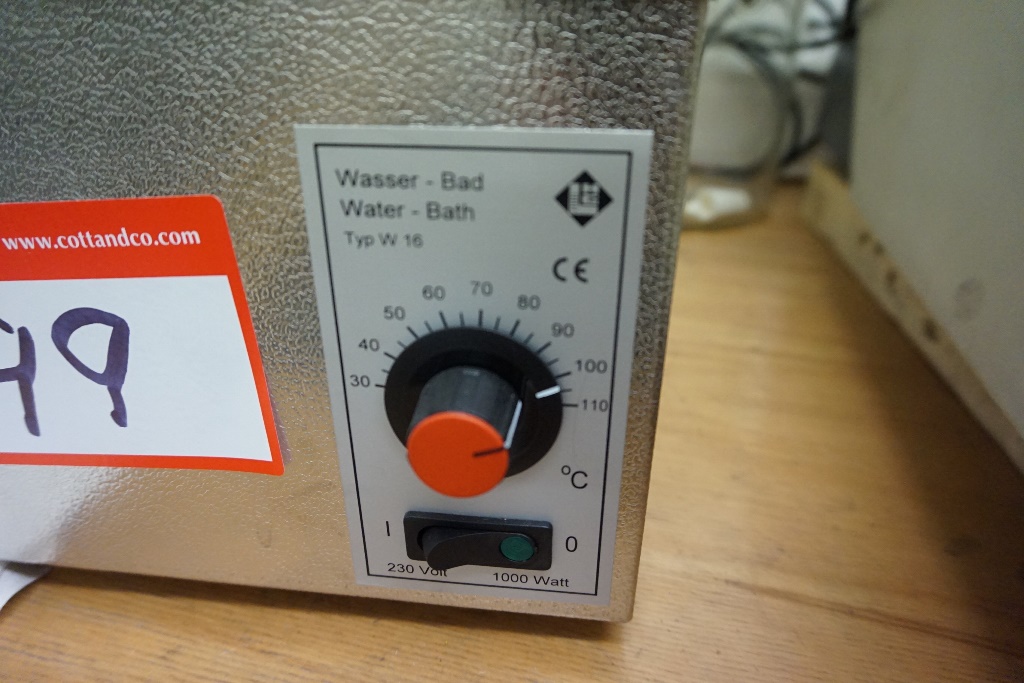 www.cottandco.com
49
Wasser - Bad
Water - Bath
Typ W 16
CE
30 40 50 60 70 80 90 100 110
°C
I 0
230 Volt 1000 Watt